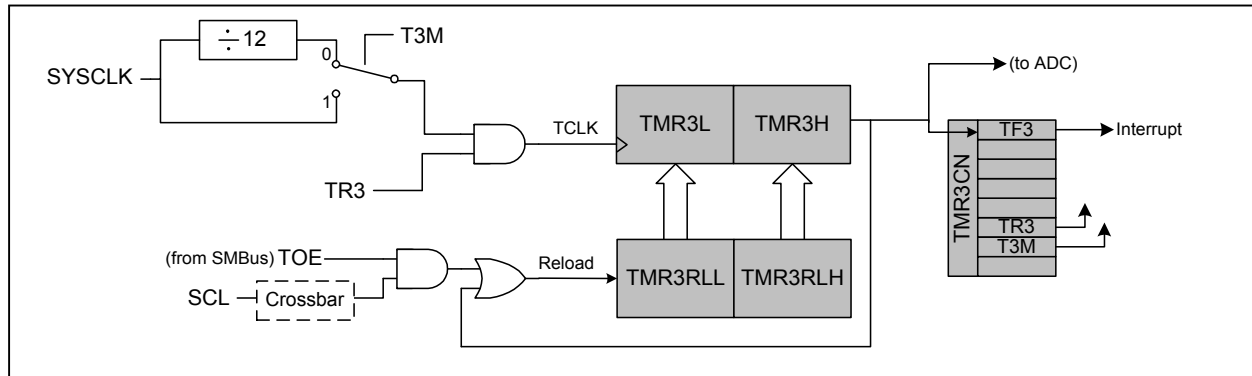 ÷ 12
T3M
0
SYSCLK
1
(to ADC)
TCLK
TMR3L
TMR3H
TF3
Interrupt
TR3
TMR3CN
TR3
T3M
(from SMBus) TOE
Reload
TMR3RLL
TMR3RLH
SCL
Crossbar